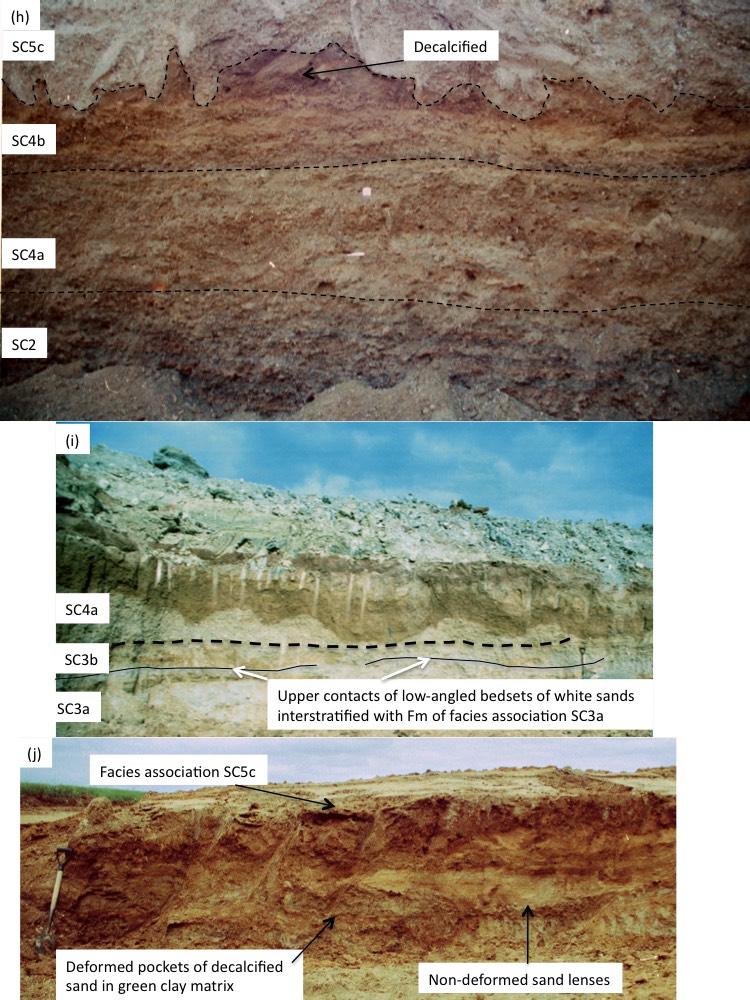 (h)
SC5c
Decalcified
SC4b
SC4a
SC2
(i)
SC4a
SC3b
SC3a
Upper contacts of low-angled bedsets of white sands
interstratified with Fm of facies association SC3a
(j)
Facies association SC5c
Deformed pockets of decalcified
sand in green clay matrix
Non-deformed sand lenses